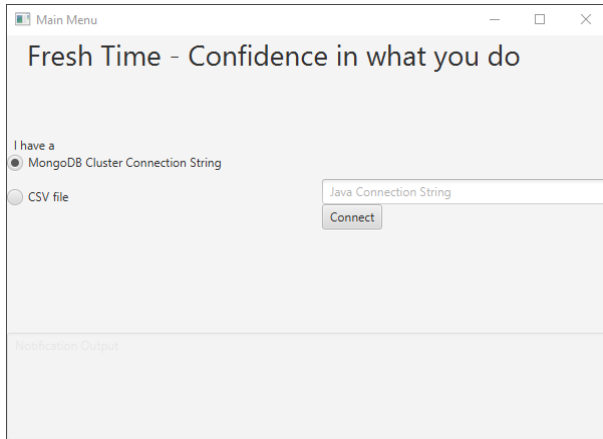 Main Menu
Fresh Time - Confidence in what you do
I have a
MongoDB Cluster Connection String
CSV file
Java Connection String
Connect
Notification Output